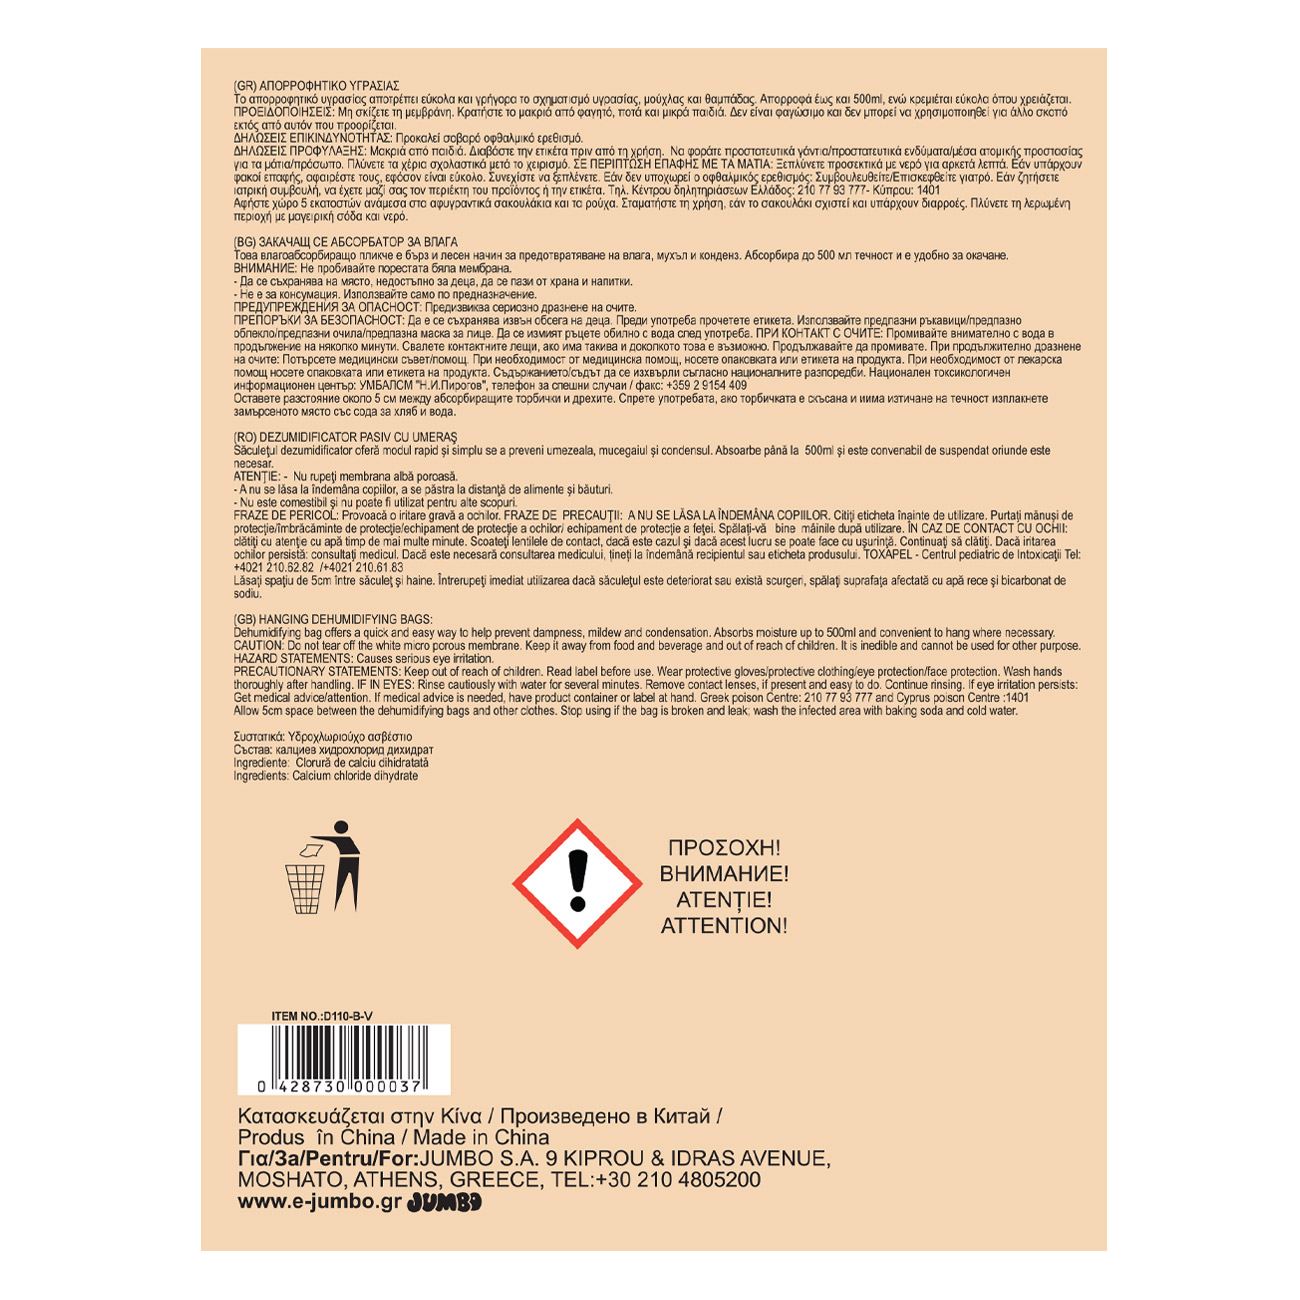 (GR) ΑΠΟΡΡΟΦΗΤΙΚΟ ΥΓΡΑΣΙΑΣ
Το απορροφητικό υγρασίας αποτρέπει εύκολα και γρήγορα το σχηματισμό υγρασίας, μούχλας και θαμπάδας. Απορροφά έως και 500ml, ενώ κρεμιέται εύκολα όπου χρειάζεται.
ΠΡΟΕΙΔΟΠΟΙΗΣΕΙΣ: Μη σκίζετε τη μεμβράνη. Κρατήστε το μακριά από φαγητό, ποτά και μικρά παιδιά. Δεν είναι φαγώσιμο και δεν μπορεί να χρησιμοποιηθεί για άλλο σκοπό
εκτός από αυτόν που προορίζεται.
ΔΗΛΩΣΕΙΣ ΕΠΙΚΙΝΔΥΝΟΤΗΤΑΣ: Προκαλεί σοβαρό οφθαλμικό ερεθισμό.
ΔΗΛΩΣΕΙΣ ΠΡΟΦΥΛΑΞΗΣ: Μακριά από παιδιά. Διαβάστε την ετικέτα πριν από τη χρήση. Να φοράτε προστατευτικά γάντια/προστατευτικά ενδύματα/μέσα ατομικής προστασίας
για τα μάτια/πρόσωπο. Πλύνετε τα χέρια σχολαστικά μετά το χειρισμό. ΣΕ ΠΕΡΙΠΤΩΣΗ ΕΠΑΦΗΣ ΜΕ ΤΑ ΜΑΤΙΑ: Ξεπλύνετε προσεκτικά με νερό για αρκετά λεπτά. Εάν υπάρχουν
φακοί επαφής, αφαιρέστε τους, εφόσον είναι εύκολο. Συνεχίστε να ξεπλένετε. Εάν δεν υποχωρεί ο οφθαλμικός ερεθισμός: Συμβουλευθείτε/Επισκεφθείτε γιατρό. Εάν ζητήσετε
ιατρική συμβουλή, να έχετε μαζί σας τον περιέκτη του προϊόντος ή την ετικέτα. Τηλ. Κέντρου δηλητηριάσεων Ελλάδος: 210 77 93 777- Κύπρου: 1401
Αφήστε χώρο 5 εκατοστών ανάμεσα στα αφυγραντικά σακουλάκια και τα ρούχα. Σταματήστε τη χρήση, εάν το σακουλάκι σχιστεί και υπάρχουν διαρροές. Πλύνετε τη λερωμένη
περιοχή με μαγειρική σόδα και νερό.
(BG) ЗАКАЧАЩ СЕ АБСОРБАТОР ЗА ВЛАГА
Това влагоабсорбиращо пликче е бърз и лесен начин за предотвратяване на влага, мухъл и конденз. Абсорбира до 500 мл течност и е удобно за окачане.
ВНИМАНИЕ: Не пробивайте порестата бяла мембрана.
- Да се съхранява на място, недостъпно за деца, да се пази от храна и напитки.
- Не е за консумация. Използвайте само по предназначение.
ПРЕДУПРЕЖДЕНИЯ ЗА ОПАСНОСТ: Предизвиква сериозно дразнене на очите.
ПРЕПОРЪКИ ЗА БЕЗОПАСНОСТ: Да е се съхранява извън обсега на деца. Преди употреба прочетете етикета. Използвайте предпазни ръкавици/предпазно
облекло/предпазни очила/предпазна маска за лице. Да се измият ръцете обилно с вода след употреба. ПРИ КОНТАКТ С ОЧИТЕ: Промивайте внимателно с вода в
продължение на няколко минути. Свалете контактните лещи, ако има такива и доколкото това е възможно. Продължавайте да промивате. При продължително дразнене
на очите: Потърсете медицински съвет/помощ. При необходимост от медицинска помощ, носете опаковката или етикета на продукта. При необходимост от лекарска
помощ носете опаковката или етикета на продукта. Съдържанието/съдът да се изхвърли съгласно националните разпоредби. Национален токсикологичен
информационен център: УМБАЛСМ "Н.И.Пирогов", телефон за спешни случаи / факс: +359 2 9154 409
Оставете разстояние около 5 см между абсорбиращите торбички и дрехите. Спрете употребата, ако торбичката е скъсана и иима изтичане на течност изплакнете
замърсеното място със сода за хляб и вода.
(RO) DEZUMIDIFICATOR PASIV CU UMERAŞ
Săculeţul dezumidificator oferă modul rapid şi simplu se a preveni umezeala, mucegaiul şi condensul. Absoarbe până la 500ml şi este convenabil de suspendat oriunde este
necesar.
ATENŢIE: - Nu rupeţi membrana albă poroasă.
- A nu se lăsa la îndemâna copiilor, a se păstra la distanţă de alimente şi băuturi.
- Nu este comestibil şi nu poate fi utilizat pentru alte scopuri.
FRAZE DE PERICOL: Provoacă o iritare gravă a ochilor. FRAZE DE PRECAUŢII: A NU SE LĂSA LA ÎNDEMÂNA COPIILOR. Citiţi eticheta înainte de utilizare. Purtaţi mănuşi de
protecţie/îmbrăcăminte de protecţie/echipament de protecţie a ochilor/ echipament de protecţie a feţei. Spălaţi-vă bine mâinile după utilizare. ÎN CAZ DE CONTACT CU OCHII:
clătiţi cu atenţie cu apă timp de mai multe minute. Scoateţi lentilele de contact, dacă este cazul şi dacă acest lucru se poate face cu uşurinţă. Continuaţi să clătiţi. Dacă iritarea
ochilor persistă: consultaţi medicul. Dacă este necesară consultarea medicului, ţineţi la îndemână recipientul sau eticheta produsului. TOXAPEL - Centrul pediatric de Intoxicaţii Tel:
+4021 210.62.82 /+4021 210.61.83
Lăsaţi spaţiu de 5cm între săculeţ şi haine. Întrerupeţi imediat utilizarea dacă săculeţul este deteriorat sau există scurgeri, spălaţi suprafaţa afectată cu apă rece şi bicarbonat de
sodiu.
(GB) HANGING DEHUMIDIFYING BAGS:
Dehumidifying bag offers a quick and easy way to help prevent dampness, mildew and condensation. Absorbs moisture up to 500ml and convenient to hang where necessary.
CAUTION: Do not tear off the white micro porous membrane. Keep it away from food and beverage and out of reach of children. It is inedible and cannot be used for other purpose.
HAZARD STATEMENTS: Causes serious eye irritation.
PRECAUTIONARY STATEMENTS: Keep out of reach of children. Read label before use. Wear protective gloves/protective clothing/eye protection/face protection. Wash hands
thoroughly after handling. IF IN EYES: Rinse cautiously with water for several minutes. Remove contact lenses, if present and easy to do. Continue rinsing. If eye irritation persists:
Get medical advice/attention. If medical advice is needed, have product container or label at hand. Greek poison Centre: 210 77 93 777 and Cyprus poison Centre :1401
Allow 5cm space between the dehumidifying bags and other clothes. Stop using if the bag is broken and leak; wash the infected area with baking soda and cold water.
Συστατικά: Υδροχλωριούχο ασβέστιο
Състав: калциев хидрохлорид дихидрат
Ingrediente: Clorură de calciu dihidratată
Ingredients: Calcium chloride dihydrate
ΠΡΟΣΟΧΗ!
ВНИМАНИЕ!
ATENȚIE!
ATTENTION!
ITEM NO.:D110-B-V
0 428730 000037
Κατασκευάζεται στην Κίνα / Произведено в Китай /
Produs în China / Made in China
Για/За/Pentru/For:JUMBO S.A. 9 KIPROU & IDRAS AVENUE,
MOSHATO, ATHENS, GREECE, TEL:+30 210 4805200
www.e-jumbo.gr JUMBO